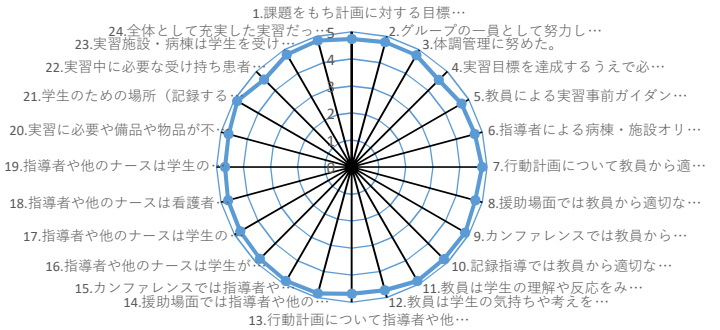 1.課題をもち計画に対する目標…
2.グループの一員として努力し…
3.体調管理に努めた。
4.実習目標を達成するうえで必…
5.教員による実習事前ガイダン…
6.指導者による病棟・施設オリ…
7.行動計画について教員から適…
8.援助場面では教員から適切な…
9.カンファレンスでは教員から…
10.記録指導では教員から適切な…
11.教員は学生の理解や反応をみ…
12.教員は学生の気持ちや考えを…
13.行動計画について指導者や他…
14.援助場面では指導者や他の…
15.カンファレンスでは指導者や…
16.指導者や他のナースは学生が…
17.指導者や他のナースは学生の…
18.指導者や他のナースは看護者…
19.指導者や他のナースは学生の…
20.実習に必要や備品や物品が不…
21.学生のための場所（記録する…
22.実習中に必要な受け持ち患者…
23.実習施設・病棟は学生を受け…
24.全体として充実した実習だっ…
5
4
3
2
1
0